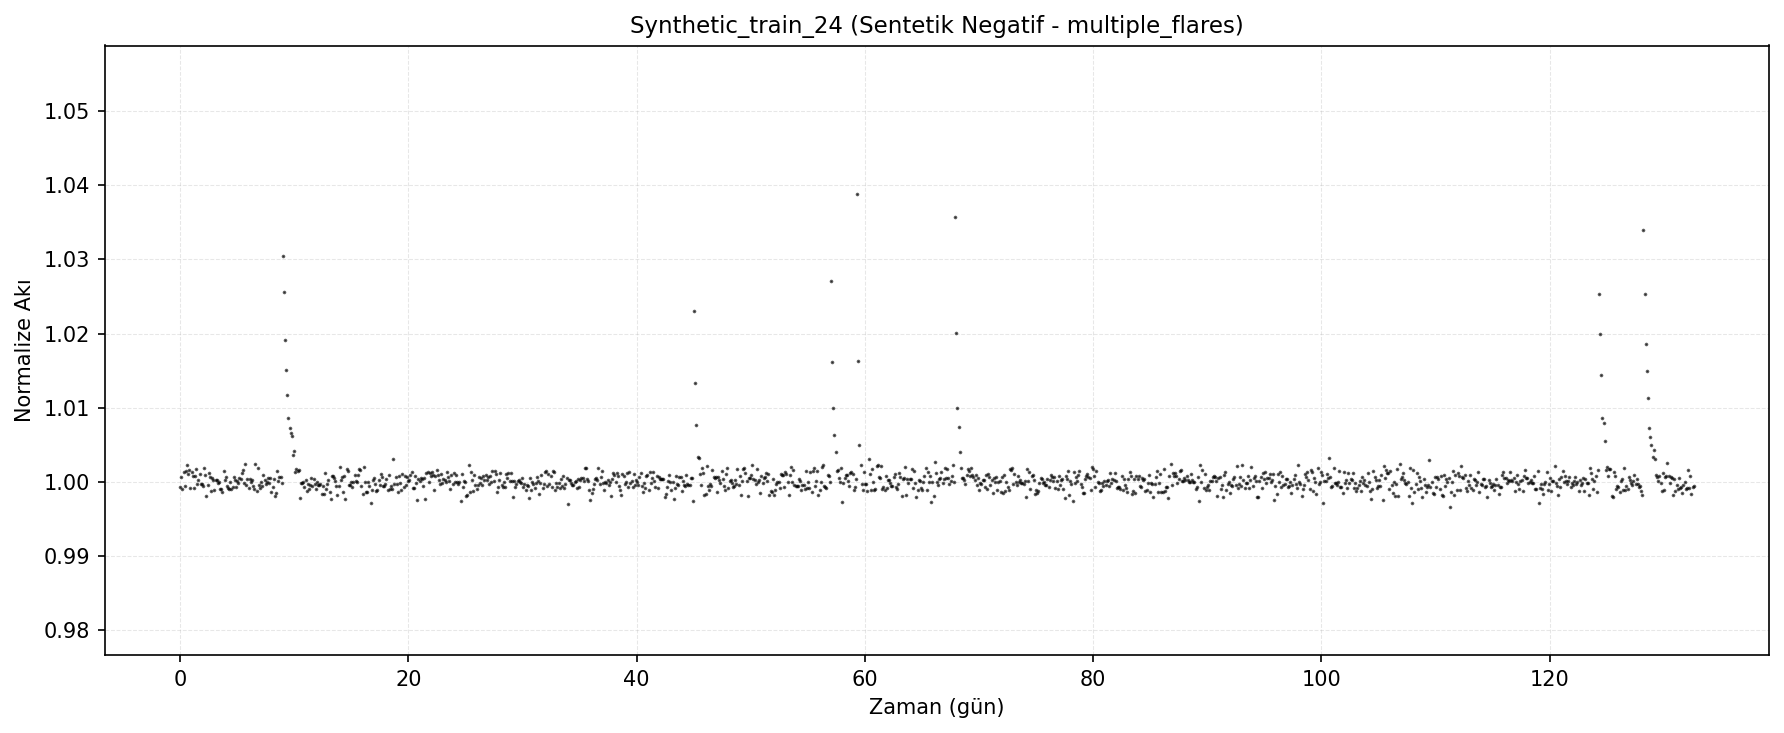 Synthetic_train_24 (Sentetik Negatif - multiple_flares)
Normalize Akı
1.05
1.04
1.03
1.02
1.01
1.00
0.99
0.98
0 20 40 60 80 100 120
Zaman (gün)